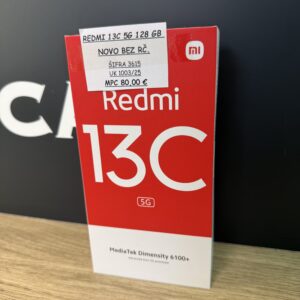 REDMI 13C 5G 128 GB
NOVO BEZ RČ.
ŠIFRA 3615
UK 1003/25
MPC 80,00 €
mi
Redmi
13C
5G
MediaTek Dimensity 6100+
CA